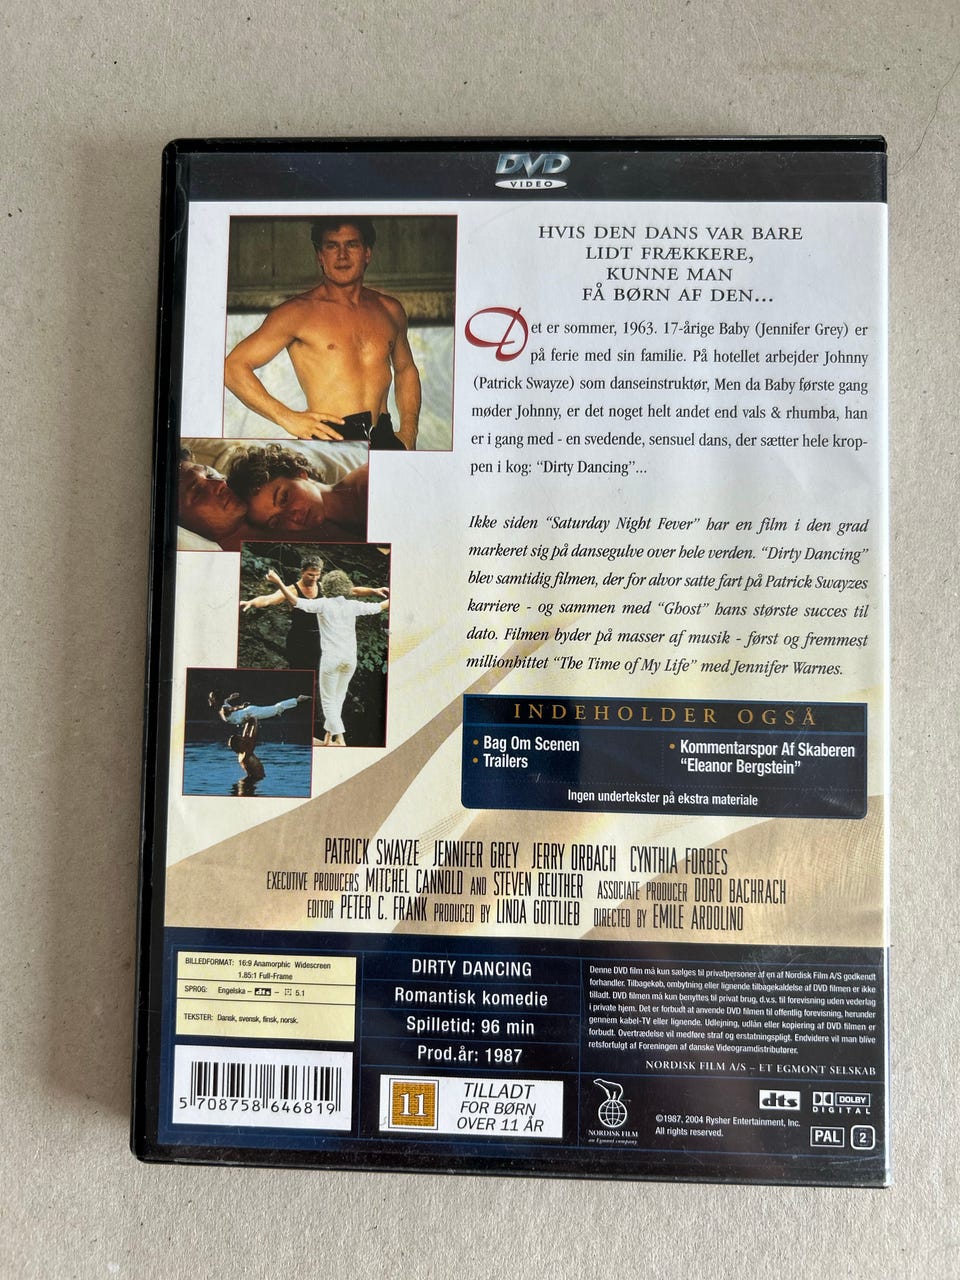 DVD
VIDEO
HVIS DEN DANS VAR BARE
LIDT FRÆKKERE,
KUNNE MAN
FÅ BØRN AF DEN...
Det er sommer, 1963. 17-årige Baby (Jennifer Grey) er
på ferie med sin familie. På hotellet arbejder Johnny
(Patrick Swayze) som danseinstruktør, Men da Baby første gang
møder Johnny, er det noget helt andet end vals & rhumba, han
er i gang med - en svedende, sensuel dans, der sætter hele krop-
pen i kog: “Dirty Dancing”...
Ikke siden “Saturday Night Fever” har en film i den grad
markeret sig på dansegulve over hele verden. “Dirty Dancing”
blev samtidig filmen, der for alvor satte fart på Patrick Swayzes
karriere - og sammen med “Ghost” hans største succes til
dato. Filmen byder på masser af musik - først og fremmest
millionhittet “The Time of My Life” med Jennifer Warnes.
INDEHOLDER OGSÅ
• Bag Om Scenen
• Trailers
• Kommentarspor Af Skaberen
“Eleanor Bergstein”
Ingen undertekster på ekstra materiale
PATRICK SWAYZE JENNIFER GREY JERRY ORBACH CYNTHIA FORBES
EXECUTIVE PRODUCERS MITCHEL CANNOLD AND STEVEN REUTHER ASSOCIATE PRODUCER DORO BACHRACH
EDITOR PETER C. FRANK PRODUCED BY LINDA GOTTLIEB DIRECTED BY EMILE ARDOLINO
BILLEDFORMAT: 16:9 Anamorphic Widescreen
1.85:1 Full-Frame
SPROG: Engelska - dts - 5.1
TEKSTER: Dansk, svensk, finsk, norsk.
5 708758 646819
DIRTY DANCING
Romantisk komedie
Spilletid: 96 min
Prod.år: 1987
11
TILLADT
FOR BØRN
OVER 11 ÅR
Denne DVD film må kun sælges til privatpersoner af en af Nordisk Film A/S godkendt
forhandler. Tilbagekøb, ombytning eller lignende tilbagekaldelse af DVD filmen er ikke
tilladt. DVD filmen må kun benyttes til privat brug, d.v.s. til forevisning uden vederlag
i private hjem. Det er forbudt at anvende DVD filmen til offentlig forevisning, herunder
gennem kabel-TV eller lignende. Udlejning, udlån eller kopiering af DVD filmen er
forbudt. Overtrædelse vil medføre straf og erstatningspligt. Endvidere vil man blive
retsforfulgt af Foreningen af danske Videogramdistributører.
NORDISK FILM A/S – ET EGMONT SELSKAB
NORDISK FILM
an Egmont company
©1987, 2004 Rysher Entertainment, Inc.
All rights reserved.
dts
DOLBY
DIGITAL
PAL
2